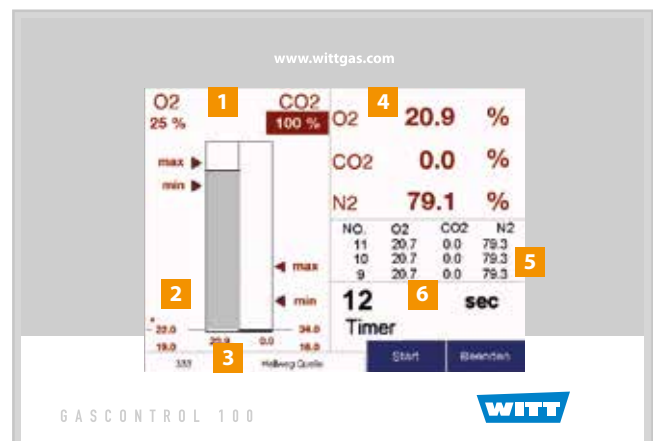 www.wittgas.com
1
O2
CO2
25 %
100 %
max
min
max
min
2
22.0
34.0
19.0
16.0
20.9
0.0
3
333
Hellweg Quelle
4
O2 20.9 %
CO2 0.0 %
N2 79.1 %
NO. O2 CO2 N2
11 20.7 0.0 79.3
10 20.7 0.0 79.3
9 20.7 0.0 79.3
5
6
12 sec
Timer
Start
Beenden
GASCONTROL 100
WITT